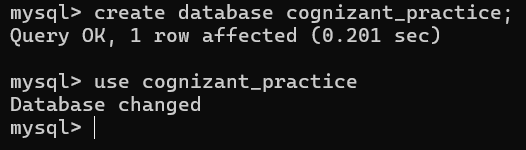 mysql> create database cognizant_practice;
Query OK, 1 row affected (0.201 sec)
mysql> use cognizant_practice
Database changed
mysql>